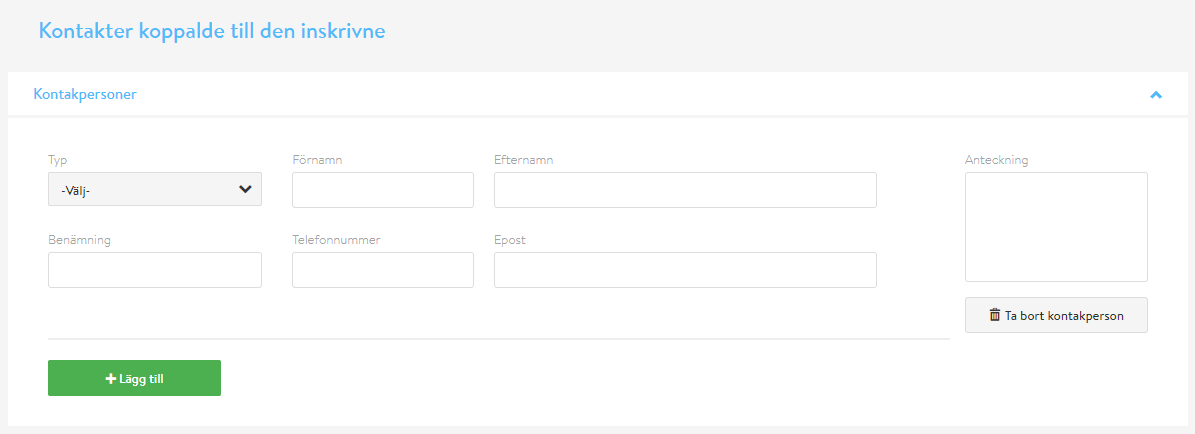 Kontakter koppalde till den inskrivne
Kontakpersoner
Typ
Förnamn
Efternamn
Anteckning
-Välj-
Benämning
Telefonnummer
Epost
Ta bort kontakperson
Lägg till